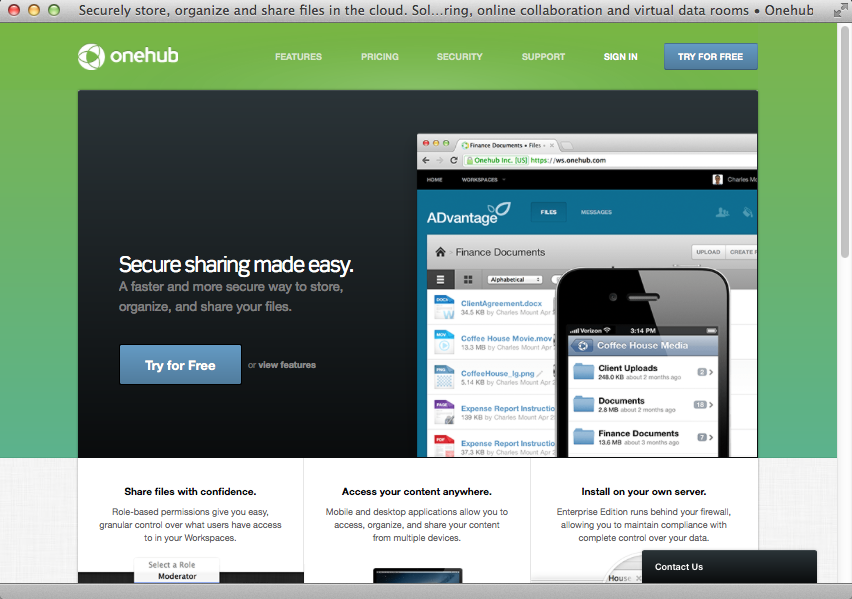 Securely store, organize and share files in the cloud. Sol...ring, online collaboration and virtual data rooms • Onehub
onehub
FEATURES PRICING SECURITY SUPPORT SIGN IN TRY FOR FREE
Finance Documents • Files •
Onehub Inc. [US] https://ws.onehub.com
HOME WORKSPACES Charles Mo
ADvantage FILES MESSAGES
Finance Documents UPLOAD CREATE F
Alphabetical
DOCX ClientAgreement.docx
34.5 KB by Charles Mount Apr 2
MOV Coffee House Movie.mov
13.3 MB by Charles Mount Apr
PNG CoffeeHouse_lg.png
5.14 KB by Charles Mount Apr
PAGE Expense Report Instructio
139 KB by Charles Mount Apr 2
PDF Expense Report Instructio
37.3 KB by Charles Mount Apr 2
Verizon 3:14 PM
Coffee House Media
Client Uploads
248.0 KB about 2 months ago 2
Documents
2.8 MB about 2 months ago 15
Finance Documents
13.6 MB about 3 months ago 7
Secure sharing made easy.
A faster and more secure way to store,
organize, and share your files.
Try for Free or view features
Share files with confidence.
Role-based permissions give you easy,
granular control over what users have access
to in your Workspaces.
Select a Role
Moderator
Access your content anywhere.
Mobile and desktop applications allow you to
access, organize, and share your content
from multiple devices.
Install on your own server.
Enterprise Edition runs behind your firewall,
allowing you to maintain compliance with
complete control over your data.
House
Contact Us